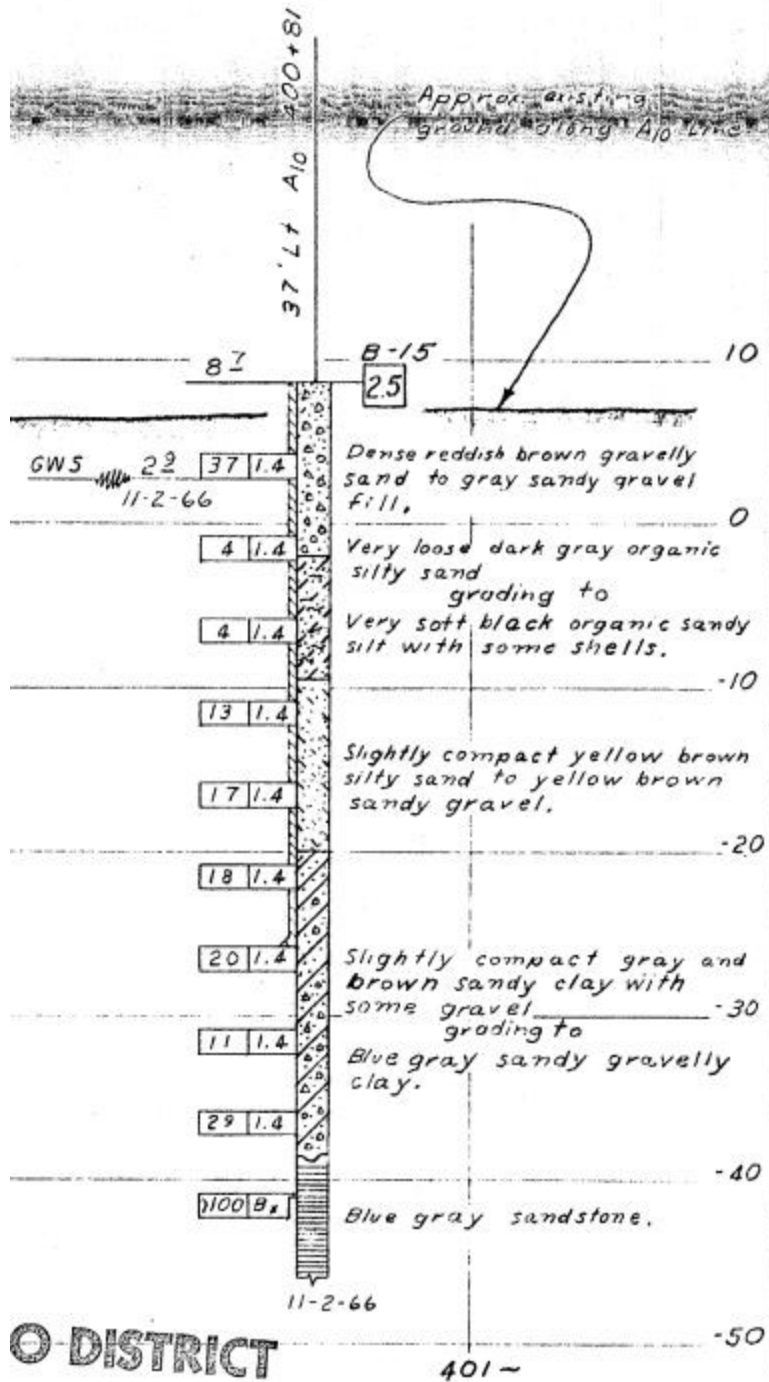 37' Lt A10 400+81
Approx. existing
ground along A10 Line
10
8 7
B-15
2.5
GWS 2 9
11-2-66
37 1.4
Dense reddish brown gravelly
sand to gray sandy gravel
fill.
0
4 1.4
Very loose dark gray organic
silty sand
grading to
4 1.4
Very soft black organic sandy
silt with some shells.
-10
13 1.4
Slightly compact yellow brown
silty sand to yellow brown
sandy gravel.
17 1.4
-20
18 1.4
20 1.4
Slightly compact gray and
brown sandy clay with
some gravel
-30
grading to
11 1.4
Blue gray sandy gravelly
clay.
29 1.4
-40
100
Blue gray sandstone.
11-2-66
-50
DISTRICT
401~